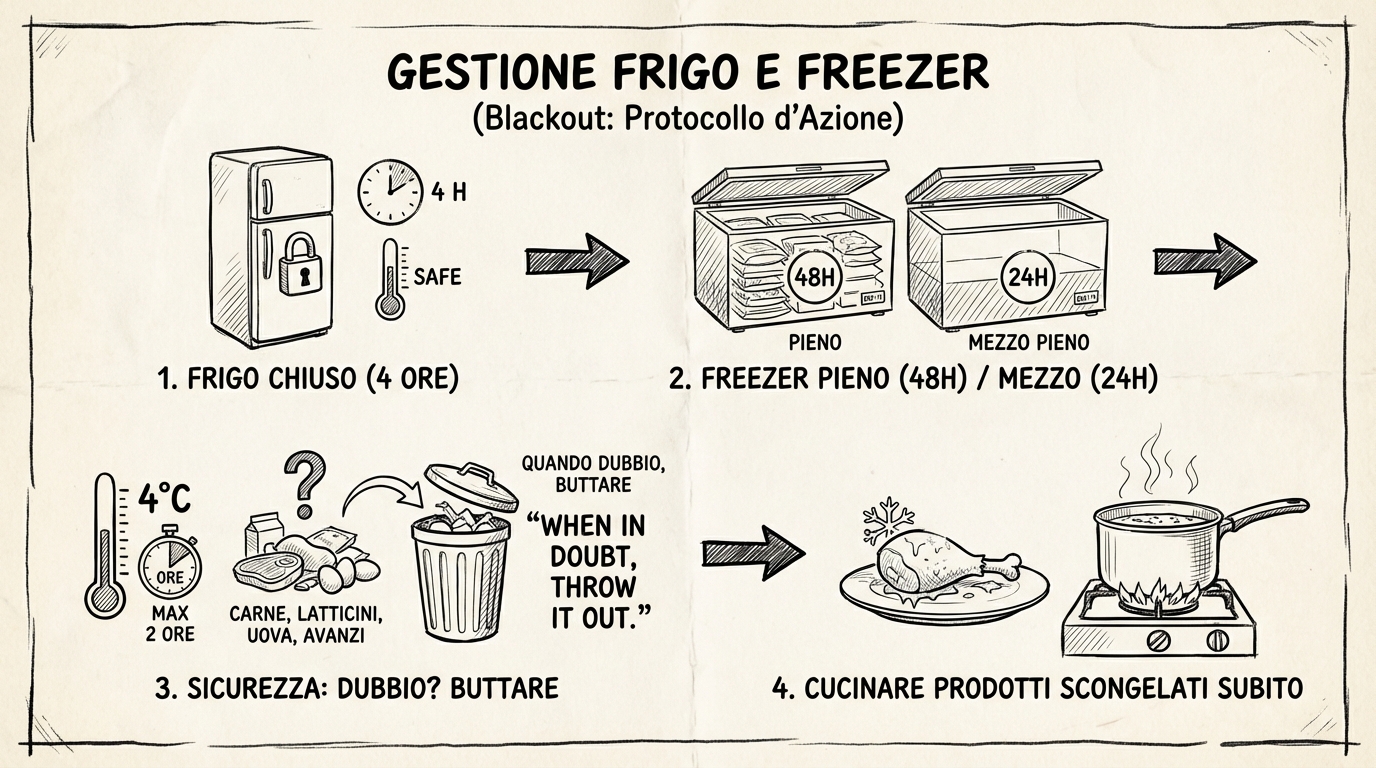 GESTIONE FRIGO E FREEZER
(Blackout: Protocollo d'Azione)
4 H
SAFE
1. FRIGO CHIUSO (4 ORE)
48H
24H
PIENO
MEZZO PIENO
2. FREEZER PIENO (48H) / MEZZO (24H)
4°C
ORE
MAX
2 ORE
CARNE, LATTICINI,
UOVA, AVANZI
QUANDO DUBBIO,
BUTTARE
“WHEN IN
DOUBT,
THROW
IT OUT.”
3. SICUREZZA: DUBBIO? BUTTARE
4. CUCINARE PRODOTTI SCONGELATI SUBITO